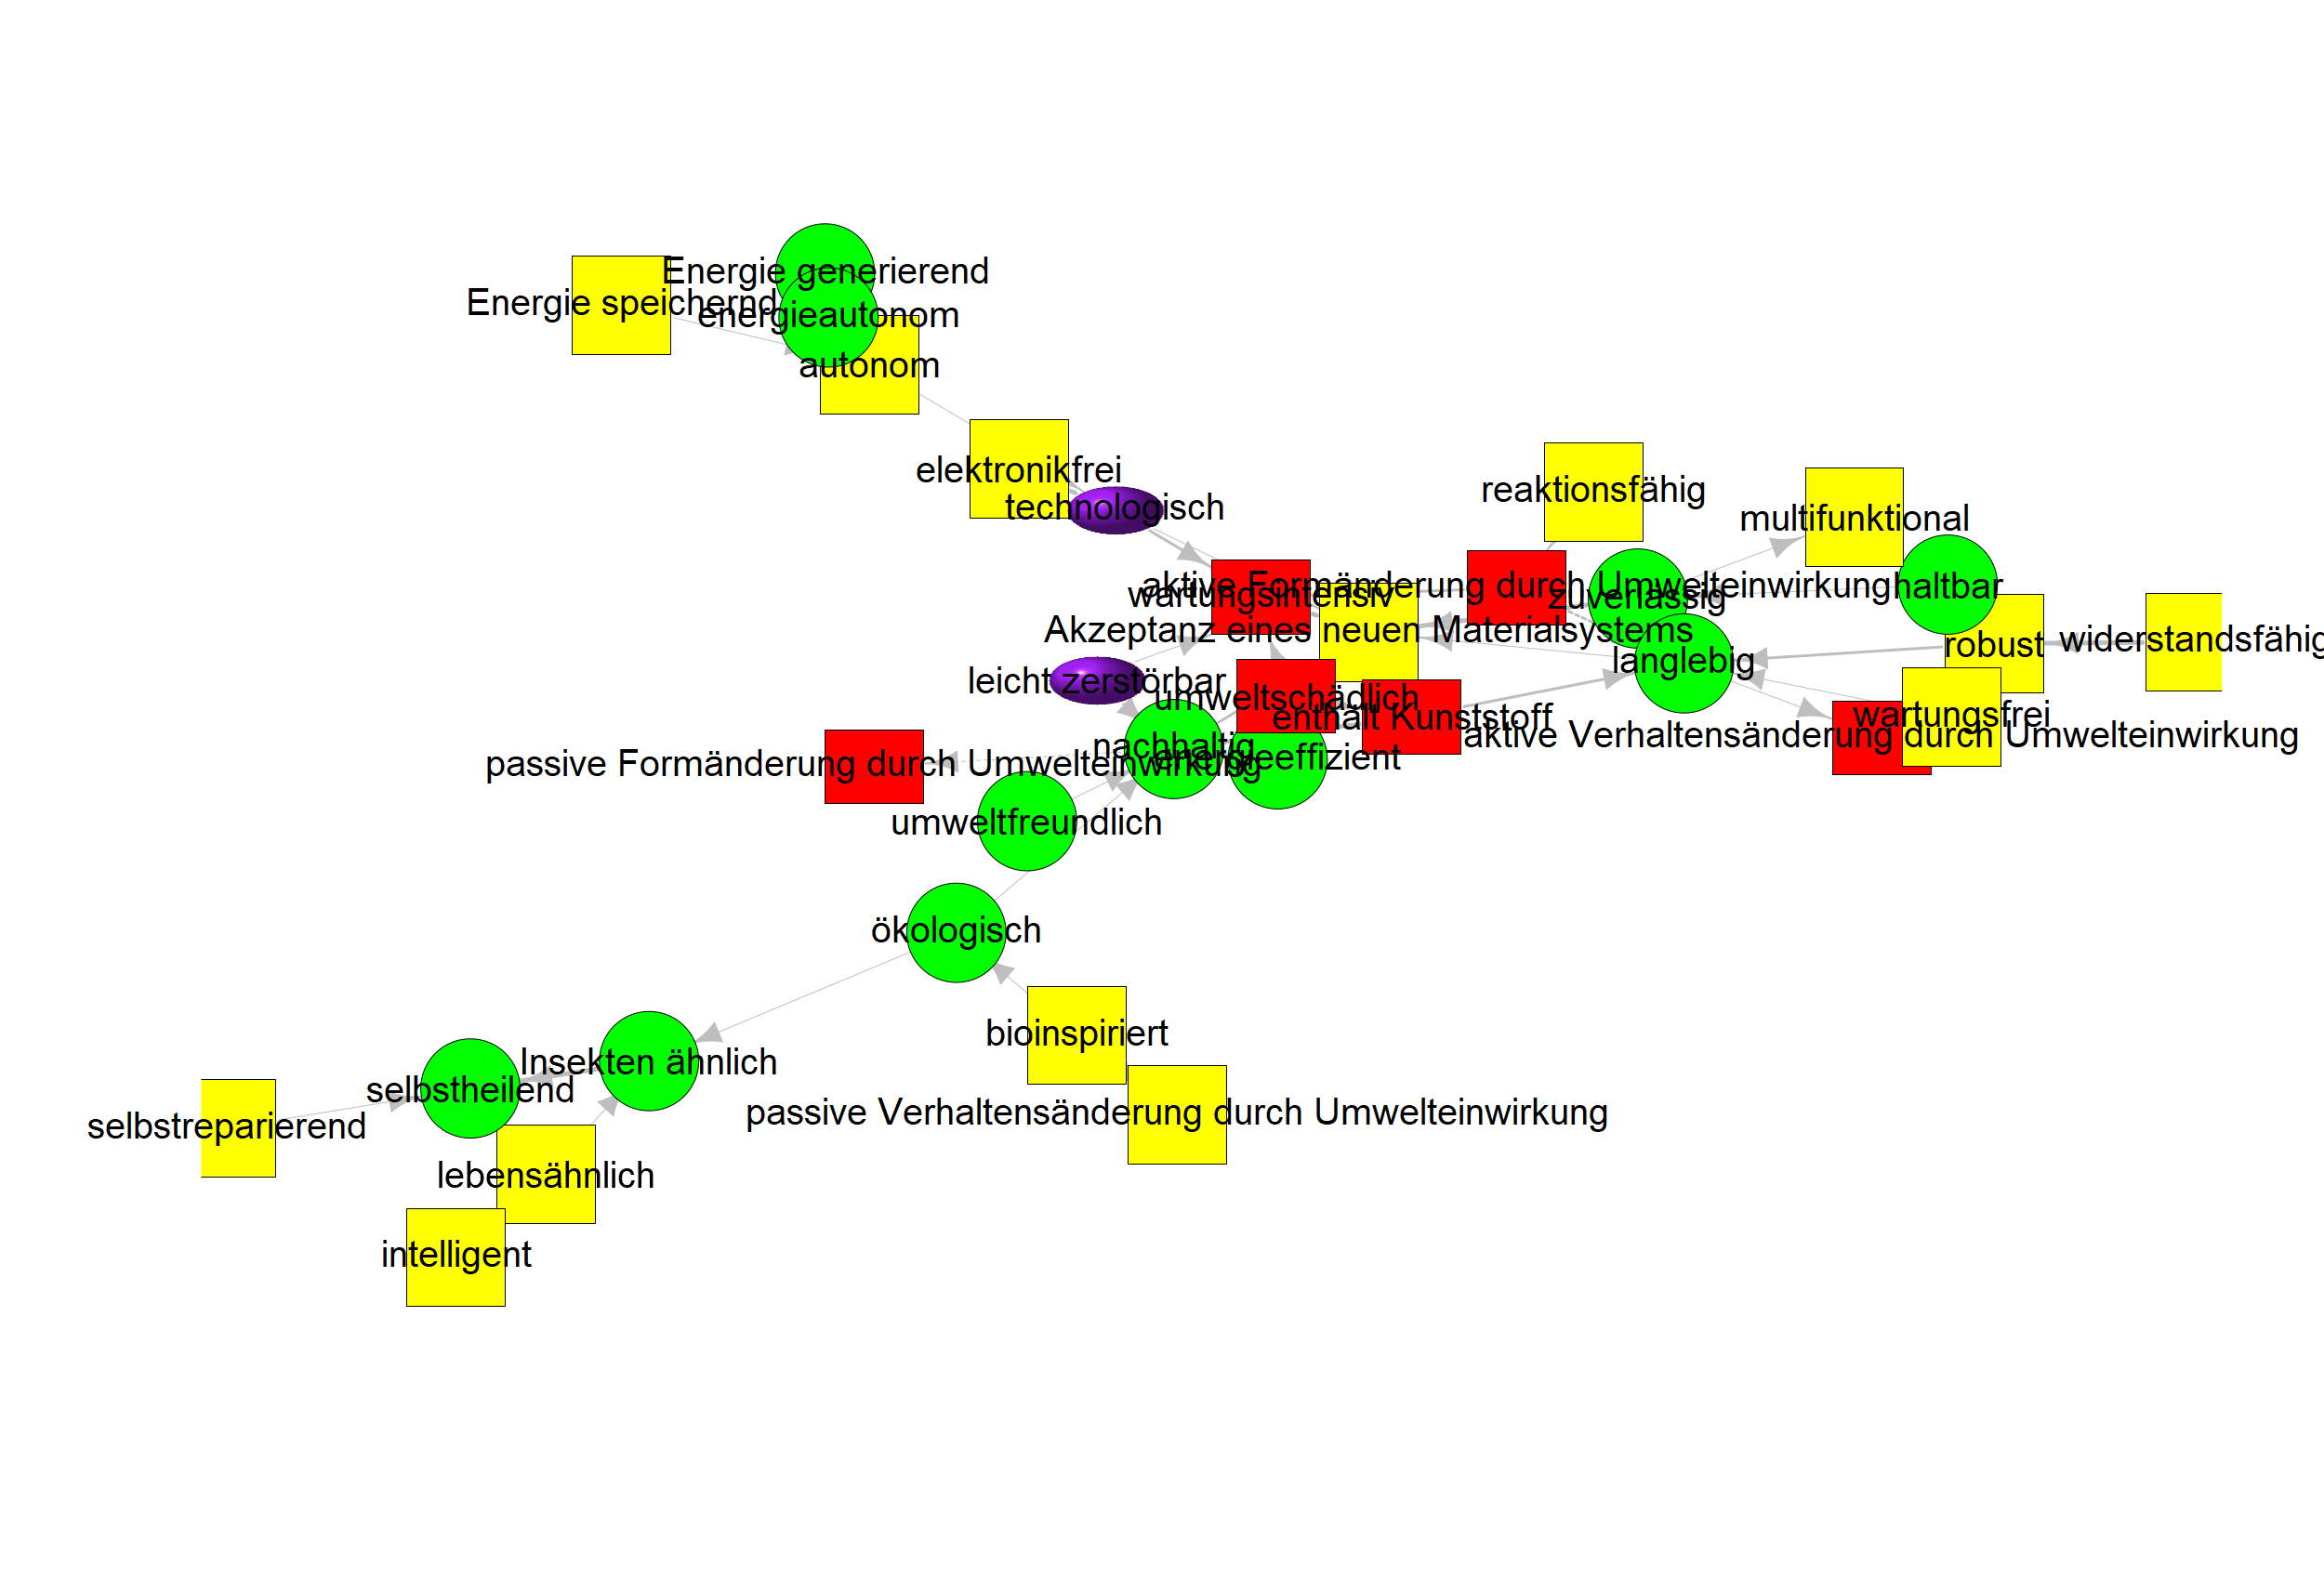 Energie generierend
Energie speichernd
energieautonom
autonom
elektronikfrei
technologisch
reaktionsfähig
multifunktional
aktive Formänderung durch Umwelteinwirkung
haltbar
wartungsintensiv
zuverlässig
Akzeptanz eines neuen Materialsystems
robust
widerstandsfähig
langlebig
leicht zerstörbar
umweltschädlich
enthält Kunststoff
wartungsfrei
aktive Verhaltensänderung durch Umwelteinwirkung
nachhaltig
energieeffizient
passive Formänderung durch Umwelteinwirkung
umweltfreundlich
ökologisch
bioinspiriert
Insekten ähnlich
selbstheilend
passive Verhaltensänderung durch Umwelteinwirkung
selbstreparierend
lebensähnlich
intelligent